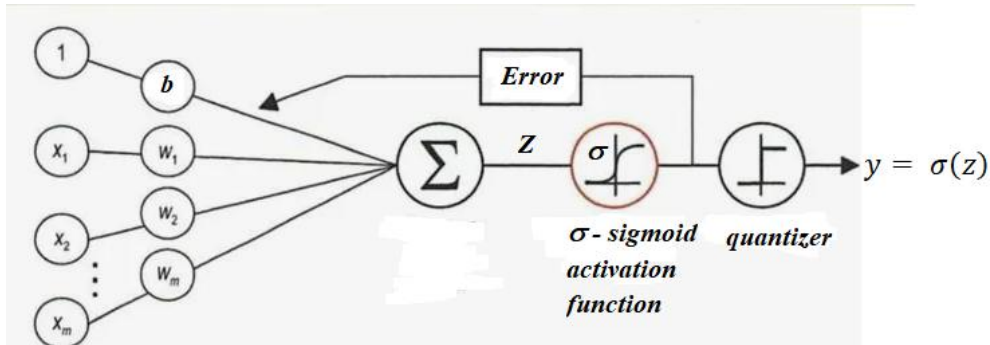 1
b
Error
x₁
w₁
Σ
Z
σ
y = σ(z)
w₂
x₂
σ - sigmoid
activation
function
quantizer
wₘ
xₘ